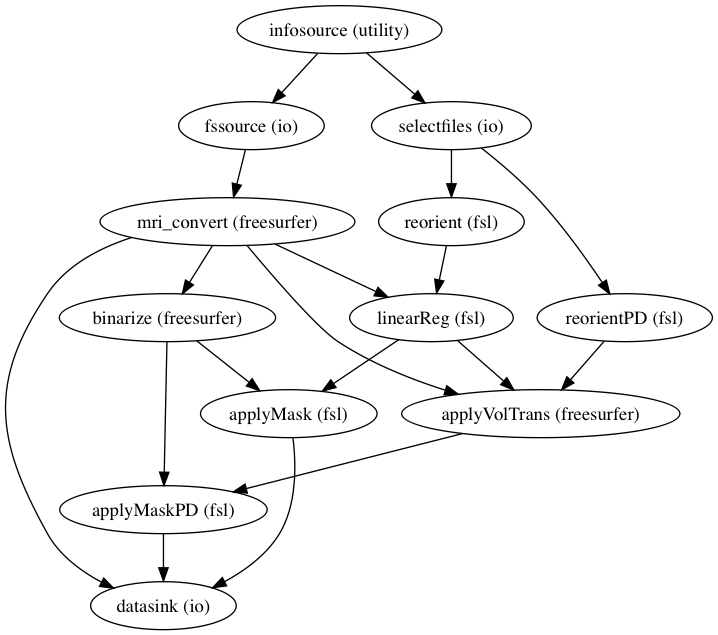 infosource (utility)
fssource (io)
selectfiles (io)
mri_convert (freesurfer)
reorient (fsl)
binarize (freesurfer)
linearReg (fsl)
reorientPD (fsl)
applyMask (fsl)
applyVolTrans (freesurfer)
applyMaskPD (fsl)
datasink (io)